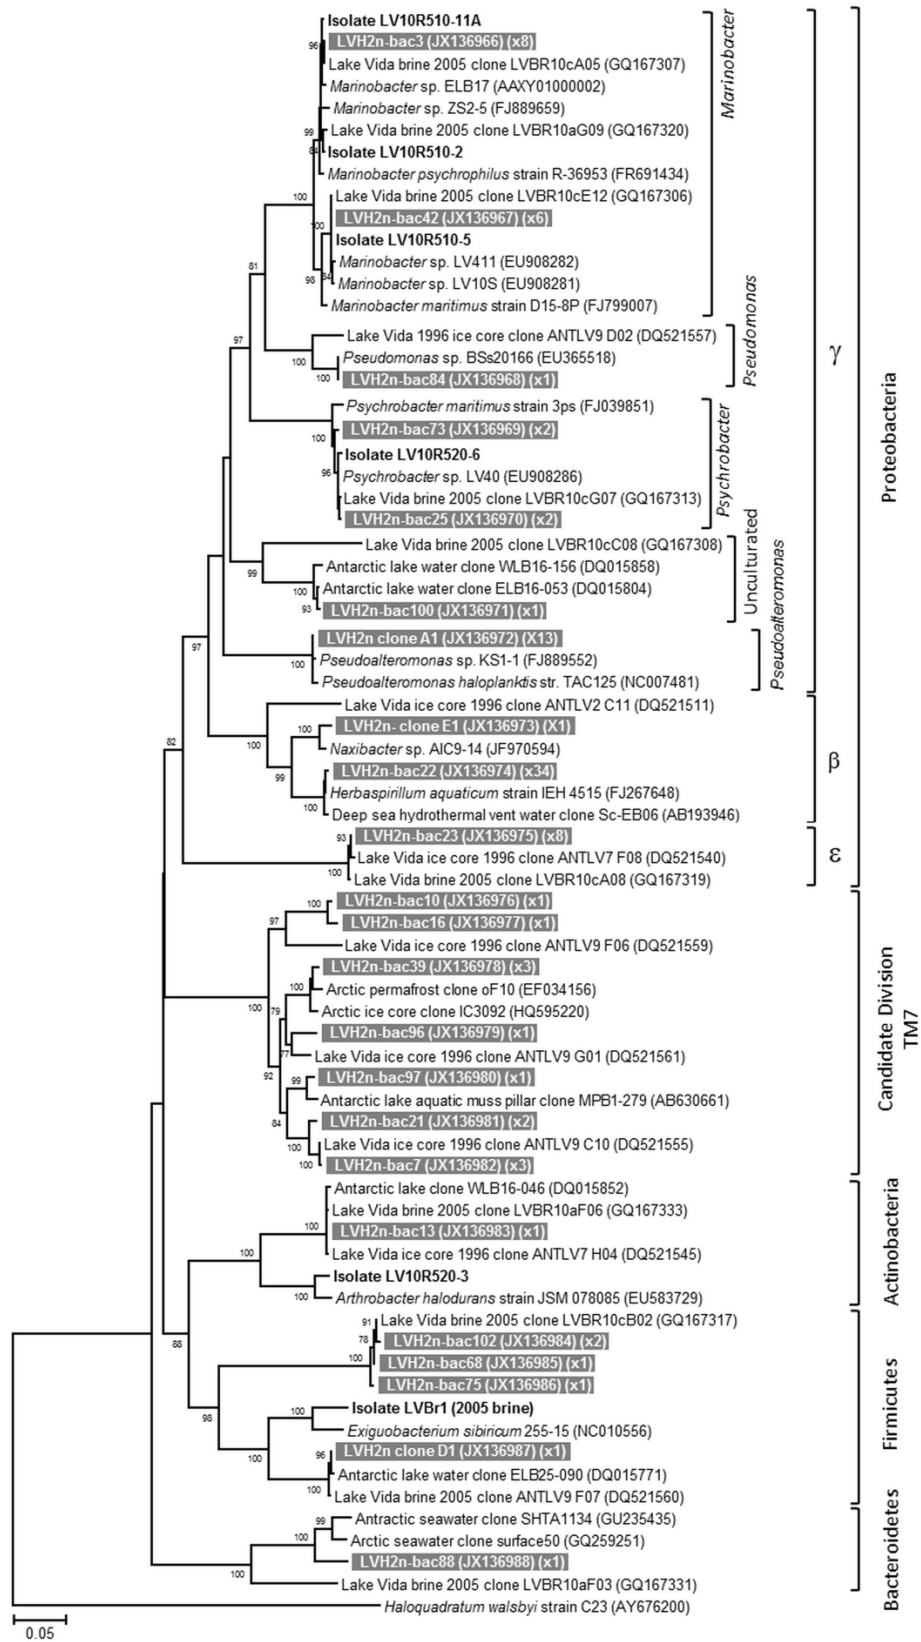 Isolate LV10R510-11A
96
LVH2n-bac3 (JX136966) (x8)
Lake Vida brine 2005 clone LVBR10cA05 (GQ167307)
Marinobacter sp. ELB17 (AAXY01000002)
Marinobacter sp. ZS2-5 (FJ889659)
99
Lake Vida brine 2005 clone LVBR10aG09 (GQ167320)
84
Isolate LV10R510-2
Marinobacter psychrophilus strain R-36953 (FR691434)
100
Lake Vida brine 2005 clone LVBR10cE12 (GQ167306)
LVH2n-bac42 (JX136967) (x6)
100
Isolate LV10R510-5
Marinobacter sp. LV411 (EU908282)
98
84
Marinobacter sp. LV10S (EU908281)
Marinobacter maritimus strain D15-8P (FJ799007)
Marinobacter
81
Lake Vida 1996 ice core clone ANTLV9 D02 (DQ521557)
97
100
Pseudomonas sp. BSs20166 (EU365518)
100
LVH2n-bac84 (JX136968) (x1)
Pseudomonas
γ
Psychrobacter maritimus strain 3ps (FJ039851)
LVH2n-bac73 (JX136969) (x2)
100
Isolate LV10R520-6
96
Psychrobacter sp. LV40 (EU908286)
Lake Vida brine 2005 clone LVBR10cG07 (GQ167313)
LVH2n-bac25 (JX136970) (x2)
Psychrobacter
Proteobacteria
Lake Vida brine 2005 clone LVBR10cC08 (GQ167308)
99
Antarctic lake water clone WLB16-156 (DQ015858)
100
Antarctic lake water clone ELB16-053 (DQ015804)
93
LVH2n-bac100 (JX136971) (x1)
Unculturated
LVH2n clone A1 (JX136972) (X13)
97
100
Pseudoalteromonas sp. KS1-1 (FJ889552)
Pseudoalteromonas haloplanktis str. TAC125 (NC007481)
Pseudoalteromonas
Lake Vida ice core 1996 clone ANTLV2 C11 (DQ521511)
100
LVH2n- clone E1 (JX136973) (X1)
82
100
Naxibacter sp. AIC9-14 (JF970594)
99
LVH2n-bac22 (JX136974) (x34)
Herbaspirillum aquaticum strain IEH 4515 (FJ267648)
100
Deep sea hydrothermal vent water clone Sc-EB06 (AB193946)
β
93
LVH2n-bac23 (JX136975) (x8)
Lake Vida ice core 1996 clone ANTLV7 F08 (DQ521540)
100
Lake Vida brine 2005 clone LVBR10cA08 (GQ167319)
ε
100
LVH2n-bac10 (JX136976) (x1)
97
LVH2n-bac16 (JX136977) (x1)
Lake Vida ice core 1996 clone ANTLV9 F06 (DQ521559)
LVH2n-bac39 (JX136978) (x3)
100
Arctic permafrost clone oF10 (EF034156)
100
79
Arctic ice core clone IC3092 (HQ595220)
LVH2n-bac96 (JX136979) (x1)
77
Lake Vida ice core 1996 clone ANTLV9 G01 (DQ521561)
92
LVH2n-bac97 (JX136980) (x1)
99
Antarctic lake aquatic muss pillar clone MPB1-279 (AB630661)
84
LVH2n-bac21 (JX136981) (x2)
100
Lake Vida ice core 1996 clone ANTLV9 C10 (DQ521555)
100
LVH2n-bac7 (JX136982) (x3)
Candidate Division
TM7
Antarctic lake clone WLB16-046 (DQ015852)
Lake Vida brine 2005 clone LVBR10aF06 (GQ167333)
100
LVH2n-bac13 (JX136983) (x1)
100
Lake Vida ice core 1996 clone ANTLV7 H04 (DQ521545)
Isolate LV10R520-3
100
Arthrobacter halodurans strain JSM 078085 (EU583729)
Actinobacteria
91
Lake Vida brine 2005 clone LVBR10cB02 (GQ167317)
88
78
LVH2n-bac102 (JX136984) (x2)
100
LVH2n-bac68 (JX136985) (x1)
LVH2n-bac75 (JX136986) (x1)
98
100
Isolate LVBr1 (2005 brine)
Exiguobacterium sibiricum 255-15 (NC010556)
100
96
LVH2n clone D1 (JX136987) (x1)
Antarctic lake water clone ELB25-090 (DQ015771)
100
Lake Vida brine 2005 clone ANTLV9 F07 (DQ521560)
Firmicutes
99
Antractic seawater clone SHTA1134 (GU235435)
100
Arctic seawater clone surface50 (GQ259251)
LVH2n-bac88 (JX136988) (x1)
100
Lake Vida brine 2005 clone LVBR10aF03 (GQ167331)
Bacteroidetes
Haloquadratum walsbyi strain C23 (AY676200)
0.05